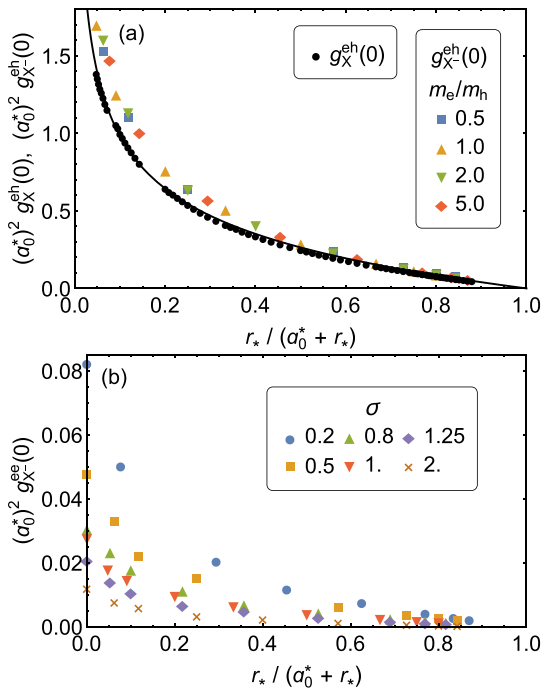 (a)
g_X^eh(0)
g_X-^eh(0)
m_e/m_h
0.5
1.0
2.0
5.0
(a_0^*)^2 g_X^eh(0), (a_0^*)^2 g_X-^eh(0)
1.5
1.0
0.5
0.0
0.0 0.2 0.4 0.6 0.8 1.0
r_* / (a_0^* + r_*)
(b)
σ
0.2 0.8 1.25
0.5 1. 2.
(a_0^*)^2 g_X-^ee(0)
0.08
0.06
0.04
0.02
0.00
0.0 0.2 0.4 0.6 0.8 1.0
r_* / (a_0^* + r_*)